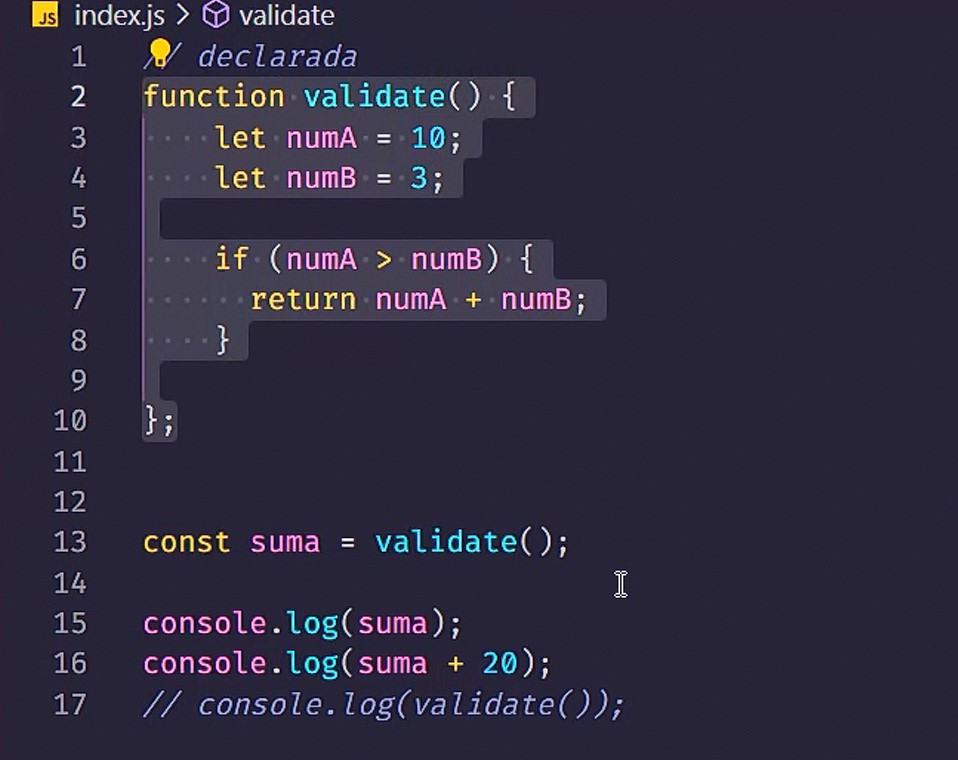 JS index.js > validate
1 // declarada
2 function validate() {
3     let numA = 10;
4     let numB = 3;
5
6     if (numA > numB) {
7       return numA + numB;
8     }
9
10 };
11
12
13 const suma = validate();
14
15 console.log(suma);
16 console.log(suma + 20);
17 // console.log(validate());